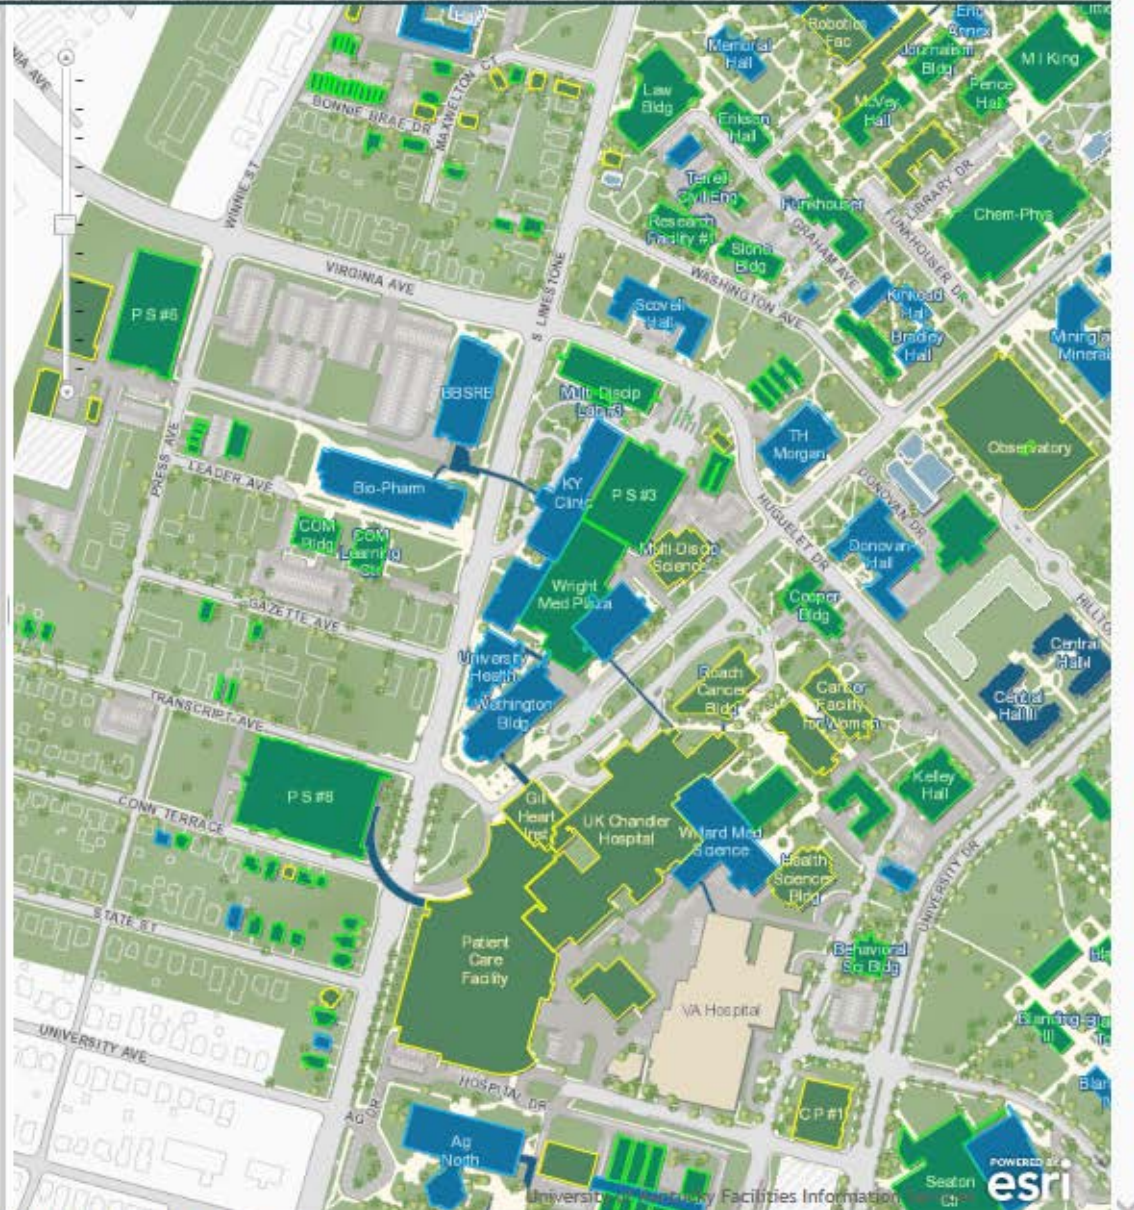 Robotics
Fac
Eng
Annex
Memorial
Hall
Journalism
Bldg
M I King
Pence
Hall
Law
Bldg
McVey
Hall
Erikson
Hall
BONNIE BRAE DR
MAXWELTON CT
WINNIE ST
LIBRARY DR
Terrell
Civil Eng
Funkhouser
FUNKHOUSER DR
Chem-Phys
Research
Facility #1
Slone
Bldg
GRAHAM AVE
VIRGINIA AVE
S LIMESTONE
WASHINGTON AVE
P S #6
Scovell
Hall
Kinkead
Hall
Bradley
Hall
BBSRB
Multi-Discip
Lab #3
TH
Morgan
Observatory
PRESS AVE
LEADER AVE
Bio-Pharm
KY
Clinic
P S #3
DONOVAN DR
HUGUELET DR
COM
Bldg
COM
Learning
Ctr
Multi-Discip
Science
Donovan
Hall
GAZETTE AVE
Wright
Med Plaza
Cooper
Bldg
University
Health
Roach
Cancer
Bldg
Cancer
Facility
for Women
Central
Hall I
Central
Hall II
TRANSCRIPT AVE
Wethington
Bldg
P S #8
CONN TERRACE
Gill
Heart
Inst
UK Chandler
Hospital
Willard Med
Science
Kelley
Hall
Health
Sciences
Bldg
UNIVERSITY DR
STATE ST
Patient
Care
Facility
Behavioral
Sci Bldg
VA Hospital
UNIVERSITY AVE
HOSPITAL DR
C P #1
AG DR
Ag
North
Seaton
Ctr
POWERED BY
esri
University of Kentucky Facilities Information